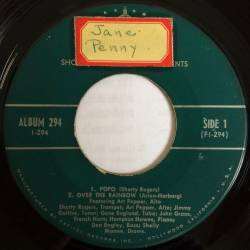 Jane
Penny
SHO
NTS
ALBUM 294
1-294
SIDE 1
(F1-294)
1. POPO (Shorty Rogers)
2. OVER THE RAINBOW (Arlen-Harburg)
Featuring Art Pepper, Alto
Shorty Rogers, Trumpet; Art Pepper, Alto; Jimmy
Giuffre, Tenor; Gene Englund, Tuba; John Graas,
French Horn; Hampton Hawes, Piano;
Don Bagley, Bass; Shelly
Manne, Drums.